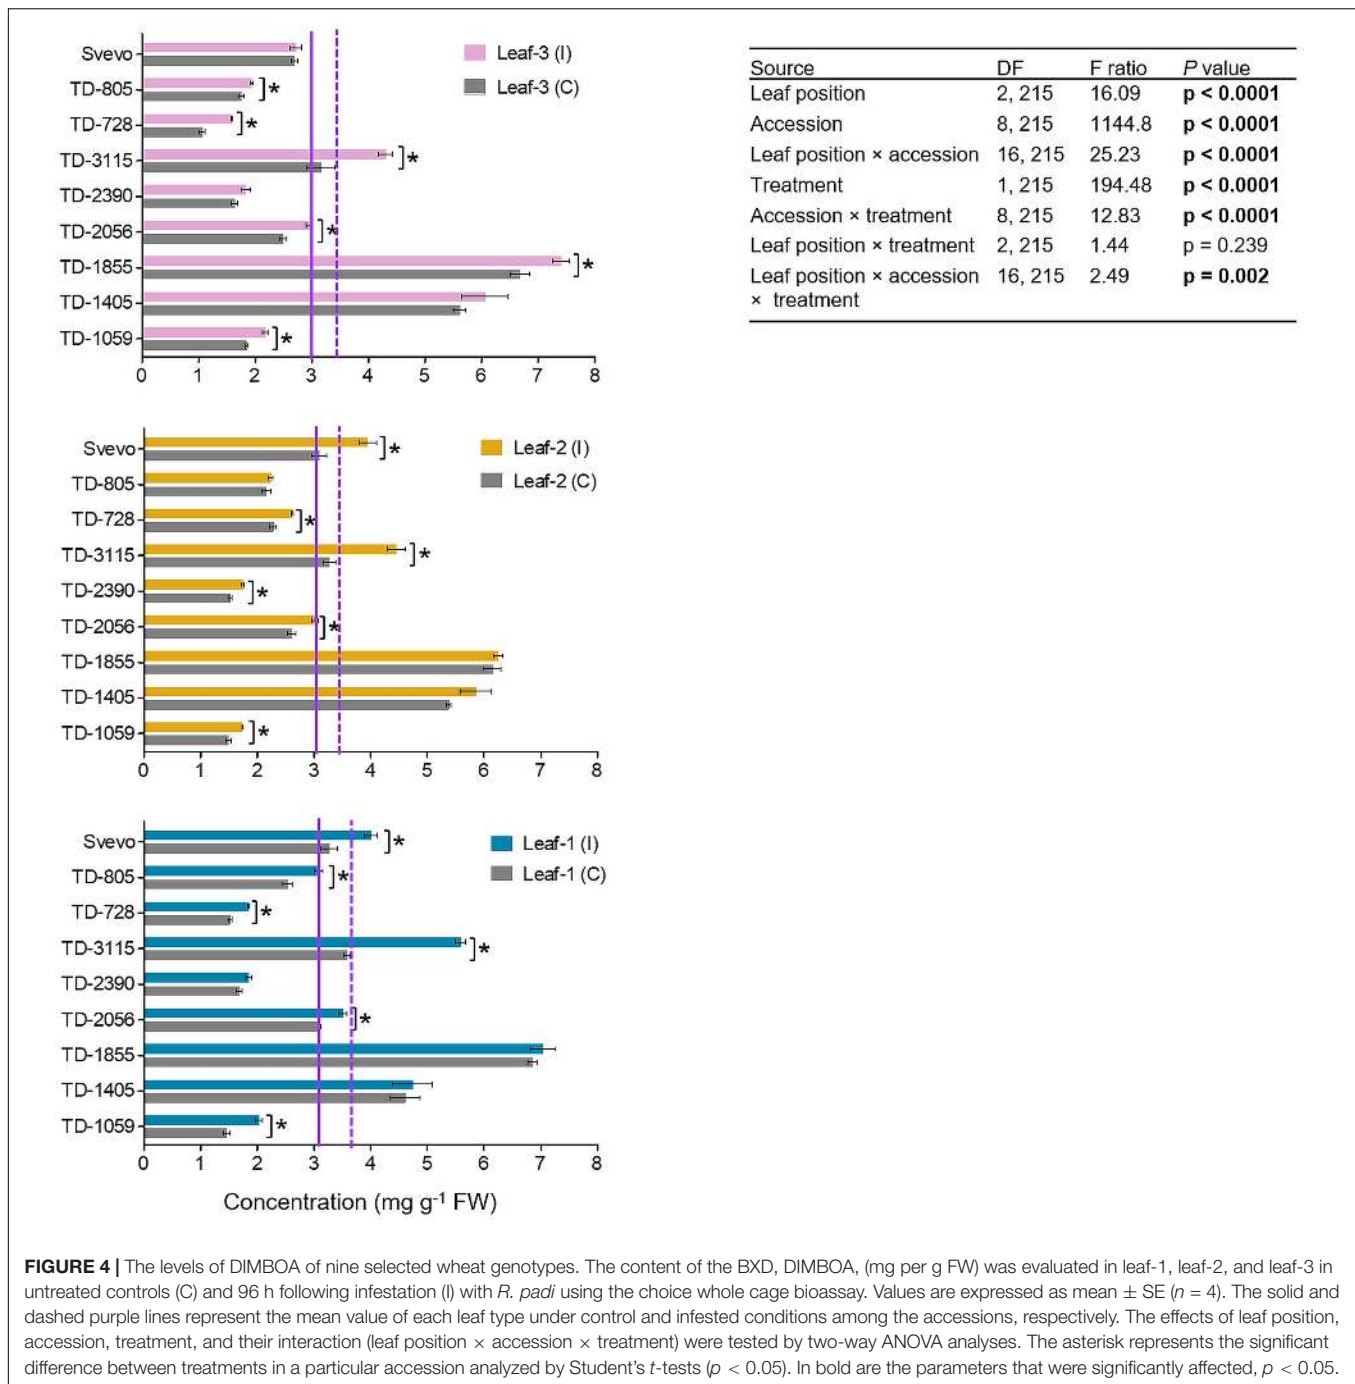 Svevo
TD-805
TD-728
TD-3115
TD-2390
TD-2056
TD-1855
TD-1405
TD-1059
Leaf-3 (I)
Leaf-3 (C)
*
*
*
*
*
*
0 1 2 3 4 5 6 7 8
Source DF F ratio P value
Leaf position 2, 215 16.09 p < 0.0001
Accession 8, 215 1144.8 p < 0.0001
Leaf position × accession 16, 215 25.23 p < 0.0001
Treatment 1, 215 194.48 p < 0.0001
Accession × treatment 8, 215 12.83 p < 0.0001
Leaf position × treatment 2, 215 1.44 p = 0.239
Leaf position × accession 16, 215 2.49 p = 0.002
× treatment
Svevo
TD-805
TD-728
TD-3115
TD-2390
TD-2056
TD-1855
TD-1405
TD-1059
Leaf-2 (I)
Leaf-2 (C)
*
*
*
*
*
*
0 1 2 3 4 5 6 7 8
Svevo
TD-805
TD-728
TD-3115
TD-2390
TD-2056
TD-1855
TD-1405
TD-1059
Leaf-1 (I)
Leaf-1 (C)
*
*
*
*
*
*
0 1 2 3 4 5 6 7 8
Concentration (mg g⁻¹ FW)
FIGURE 4 | The levels of DIMBOA of nine selected wheat genotypes. The content of the BXD, DIMBOA, (mg per g FW) was evaluated in leaf-1, leaf-2, and leaf-3 in
untreated controls (C) and 96 h following infestation (I) with R. padi using the choice whole cage bioassay. Values are expressed as mean ± SE (n = 4). The solid and
dashed purple lines represent the mean value of each leaf type under control and infested conditions among the accessions, respectively. The effects of leaf position,
accession, treatment, and their interaction (leaf position × accession × treatment) were tested by two-way ANOVA analyses. The asterisk represents the significant
difference between treatments in a particular accession analyzed by Student's t-tests (p < 0.05). In bold are the parameters that were significantly affected, p < 0.05.